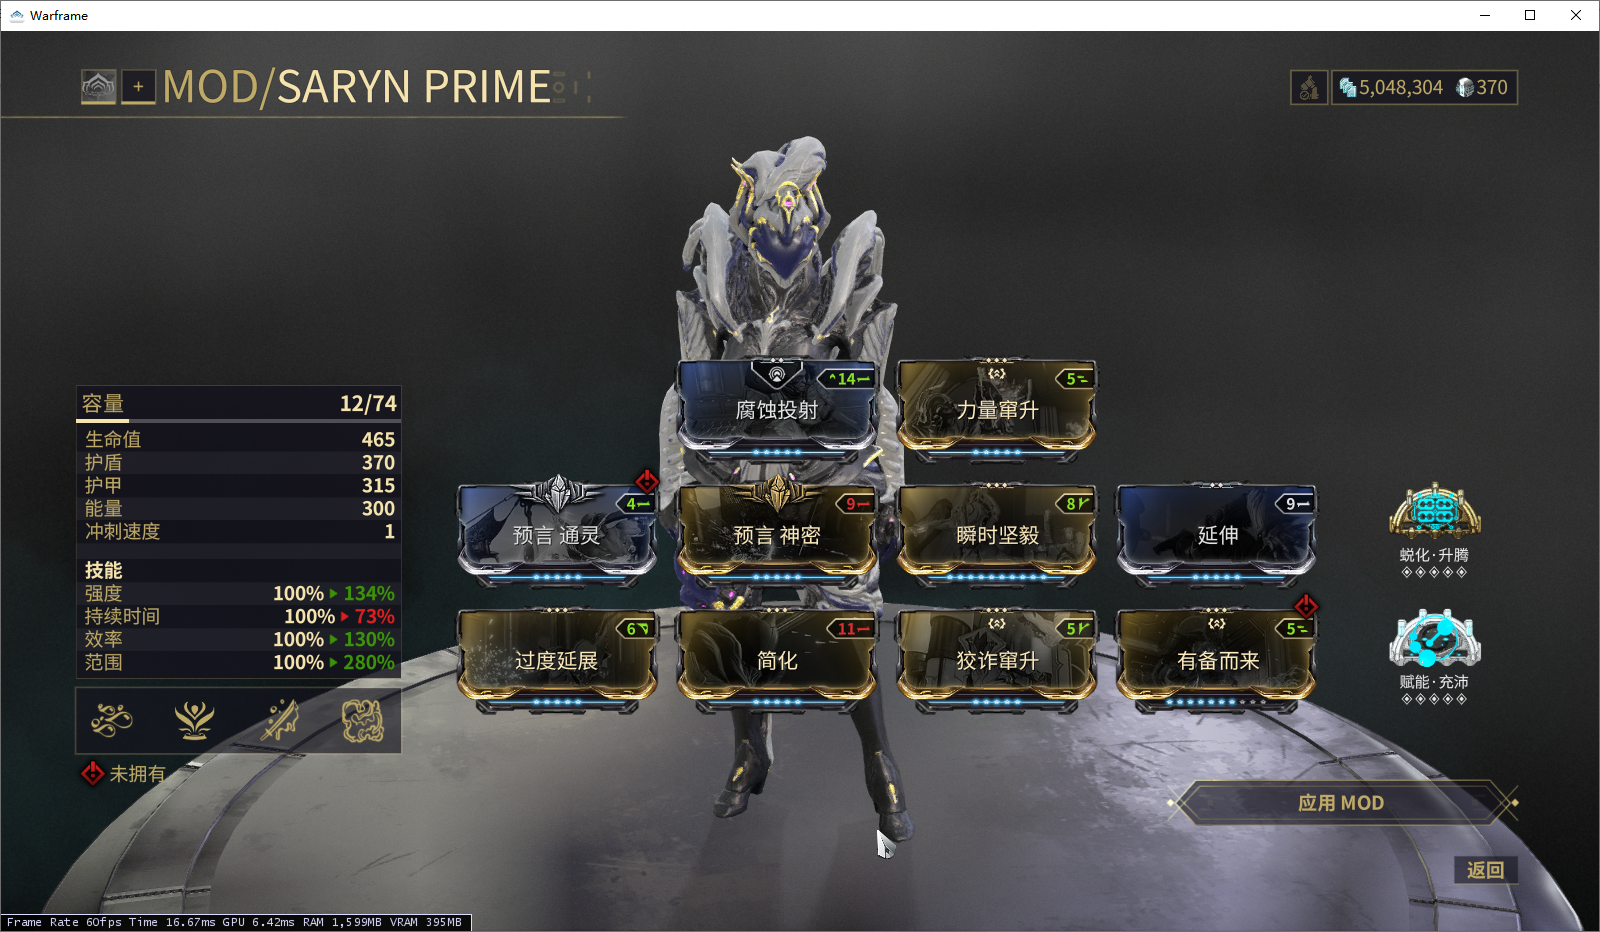 Warframe
MOD/SARYN PRIME
5,048,304 370
14
腐蚀投射
5
力量窜升
容量 12/74
生命值 465
护盾 370
护甲 315
能量 300
冲刺速度 1
技能
强度 100% 134%
持续时间 100% 73%
效率 100% 130%
范围 100% 280%
未拥有
4
预言 通灵
9
预言 神密
8
瞬时坚毅
9
延伸
蜕化·升腾
6
过度延展
11
简化
5
狡诈窜升
5
有备而来
赋能·充沛
应用 MOD
返回
Frame Rate 60fps Time 16.67ms GPU 6.42ms RAM 1,599MB VRAM 395MB